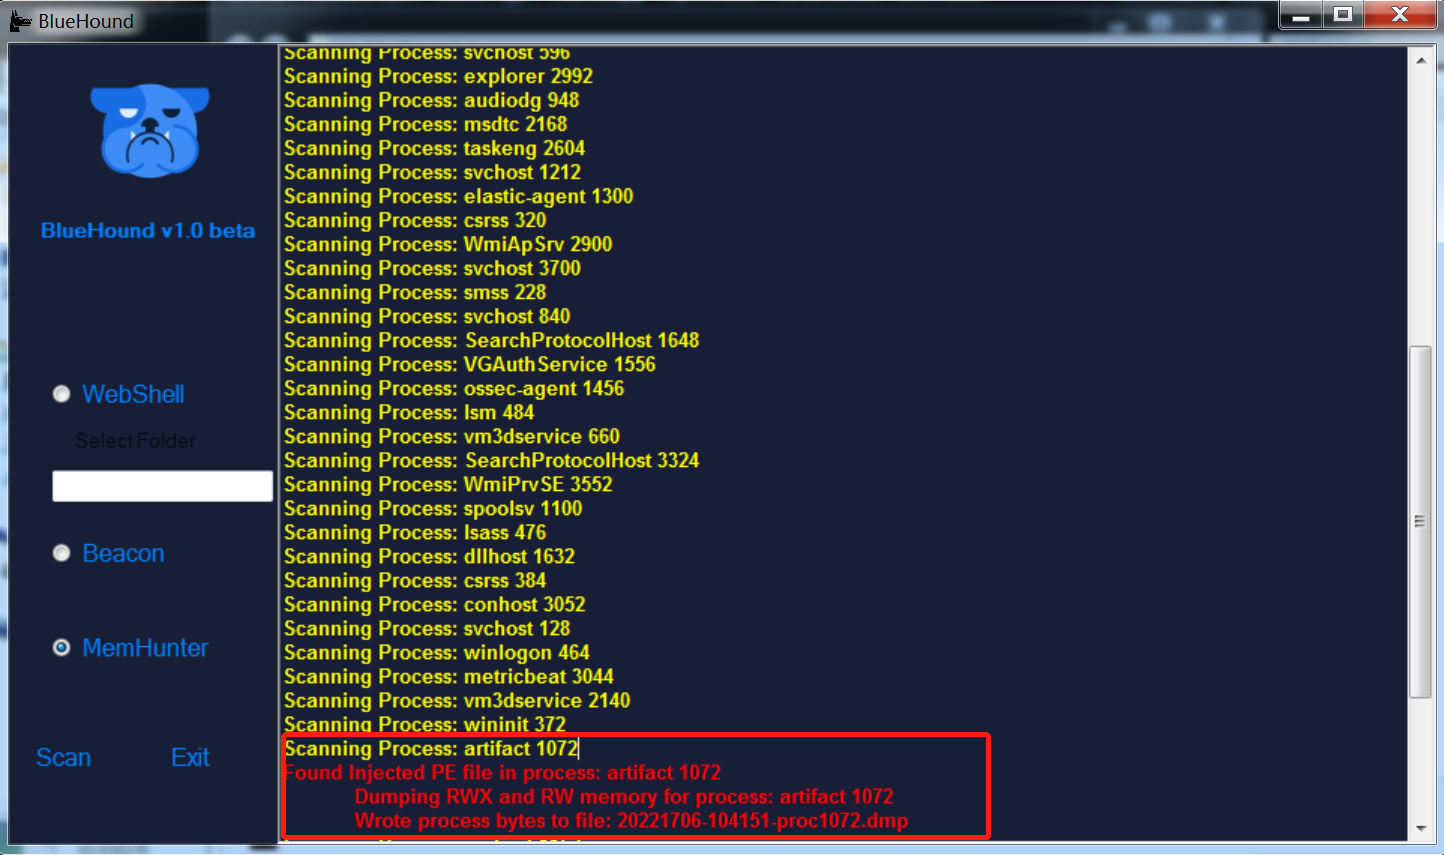 BlueHound
BlueHound v1.0 beta
WebShell
Select Folder
Beacon
MemHunter
Scan
Exit
Scanning Process: svchost 596
Scanning Process: explorer 2992
Scanning Process: audiodg 948
Scanning Process: msdtc 2168
Scanning Process: taskeng 2604
Scanning Process: svchost 1212
Scanning Process: elastic-agent 1300
Scanning Process: csrss 320
Scanning Process: WmiApSrv 2900
Scanning Process: svchost 3700
Scanning Process: smss 228
Scanning Process: svchost 840
Scanning Process: SearchProtocolHost 1648
Scanning Process: VGAuthService 1556
Scanning Process: ossec-agent 1456
Scanning Process: lsm 484
Scanning Process: vm3dservice 660
Scanning Process: SearchProtocolHost 3324
Scanning Process: WmiPrvSE 3552
Scanning Process: spoolsv 1100
Scanning Process: lsass 476
Scanning Process: dllhost 1632
Scanning Process: csrss 384
Scanning Process: conhost 3052
Scanning Process: svchost 128
Scanning Process: winlogon 464
Scanning Process: metricbeat 3044
Scanning Process: vm3dservice 2140
Scanning Process: wininit 372
Scanning Process: artifact 1072
Found Injected PE file in process: artifact 1072
Dumping RWX and RW memory for process: artifact 1072
Wrote process bytes to file: 20221706-104151-proc1072.dmp